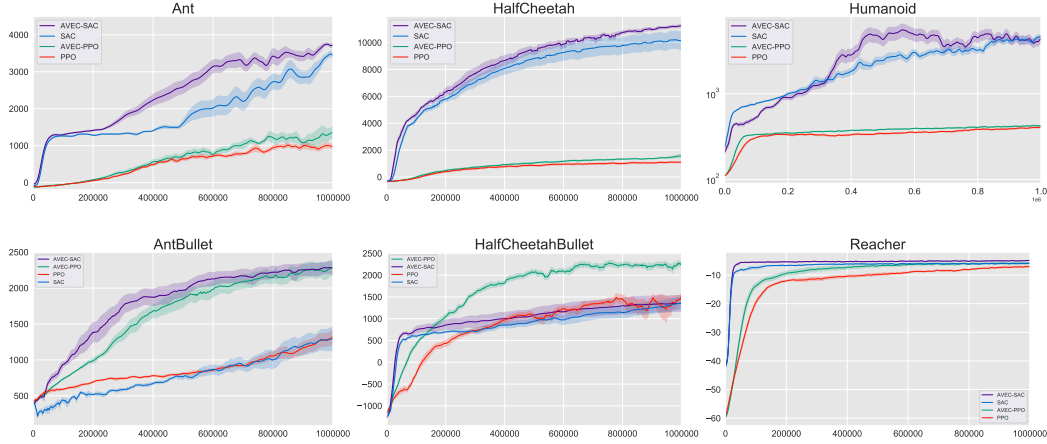 Ant
AVEC-SAC
SAC
AVEC-PPO
PPO
4000
3000
2000
1000
0
0 200000 400000 600000 800000 1000000
HalfCheetah
AVEC-SAC
SAC
AVEC-PPO
PPO
10000
8000
6000
4000
2000
0
0 200000 400000 600000 800000 1000000
Humanoid
AVEC-SAC
SAC
AVEC-PPO
PPO
10³
10²
0.0 0.2 0.4 0.6 0.8 1.0
1e6
AntBullet
AVEC-SAC
AVEC-PPO
PPO
SAC
2500
2000
1500
1000
500
0 200000 400000 600000 800000 1000000
HalfCheetahBullet
AVEC-PPO
AVEC-SAC
PPO
SAC
2500
2000
1500
1000
500
0
−500
−1000
0 200000 400000 600000 800000 1000000
Reacher
−10
−20
−30
−40
−50
−60
AVEC-SAC
SAC
AVEC-PPO
PPO
0 200000 400000 600000 800000 1000000